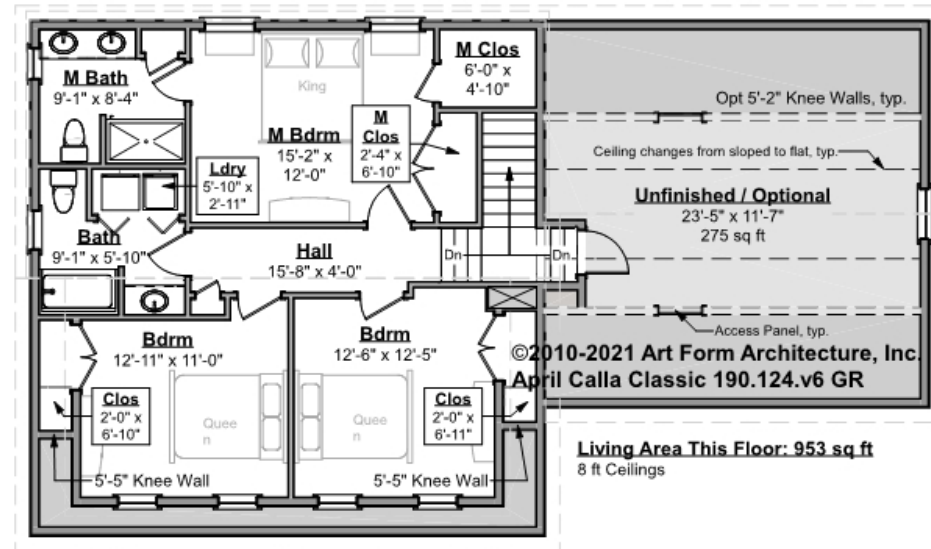 M Bath
9'-1" x 8'-4"
King
M Bdrm
15'-2" x
12'-0"
M
Clos
2'-4" x
6'-10"
M Clos
6'-0" x
4'-10"
Opt 5'-2" Knee Walls, typ.
Ceiling changes from sloped to flat, typ.
Ldry
5'-10" x
2'-11"
Unfinished / Optional
23'-5" x 11'-7"
275 sq ft
Bath
9'-1" x 5'-10"
Hall
15'-8" x 4'-0"
Dn
Dn
Access Panel, typ.
Bdrm
12'-11" x 11'-0"
Bdrm
12'-6" x 12'-5"
©2010-2021 Art Form Architecture, Inc.
April Calla Classic 190.124.v6 GR
Clos
2'-0" x
6'-10"
Quee
n
Quee
n
Clos
2'-0" x
6'-11"
5'-5" Knee Wall
5'-5" Knee Wall
Living Area This Floor: 953 sq ft
8 ft Ceilings